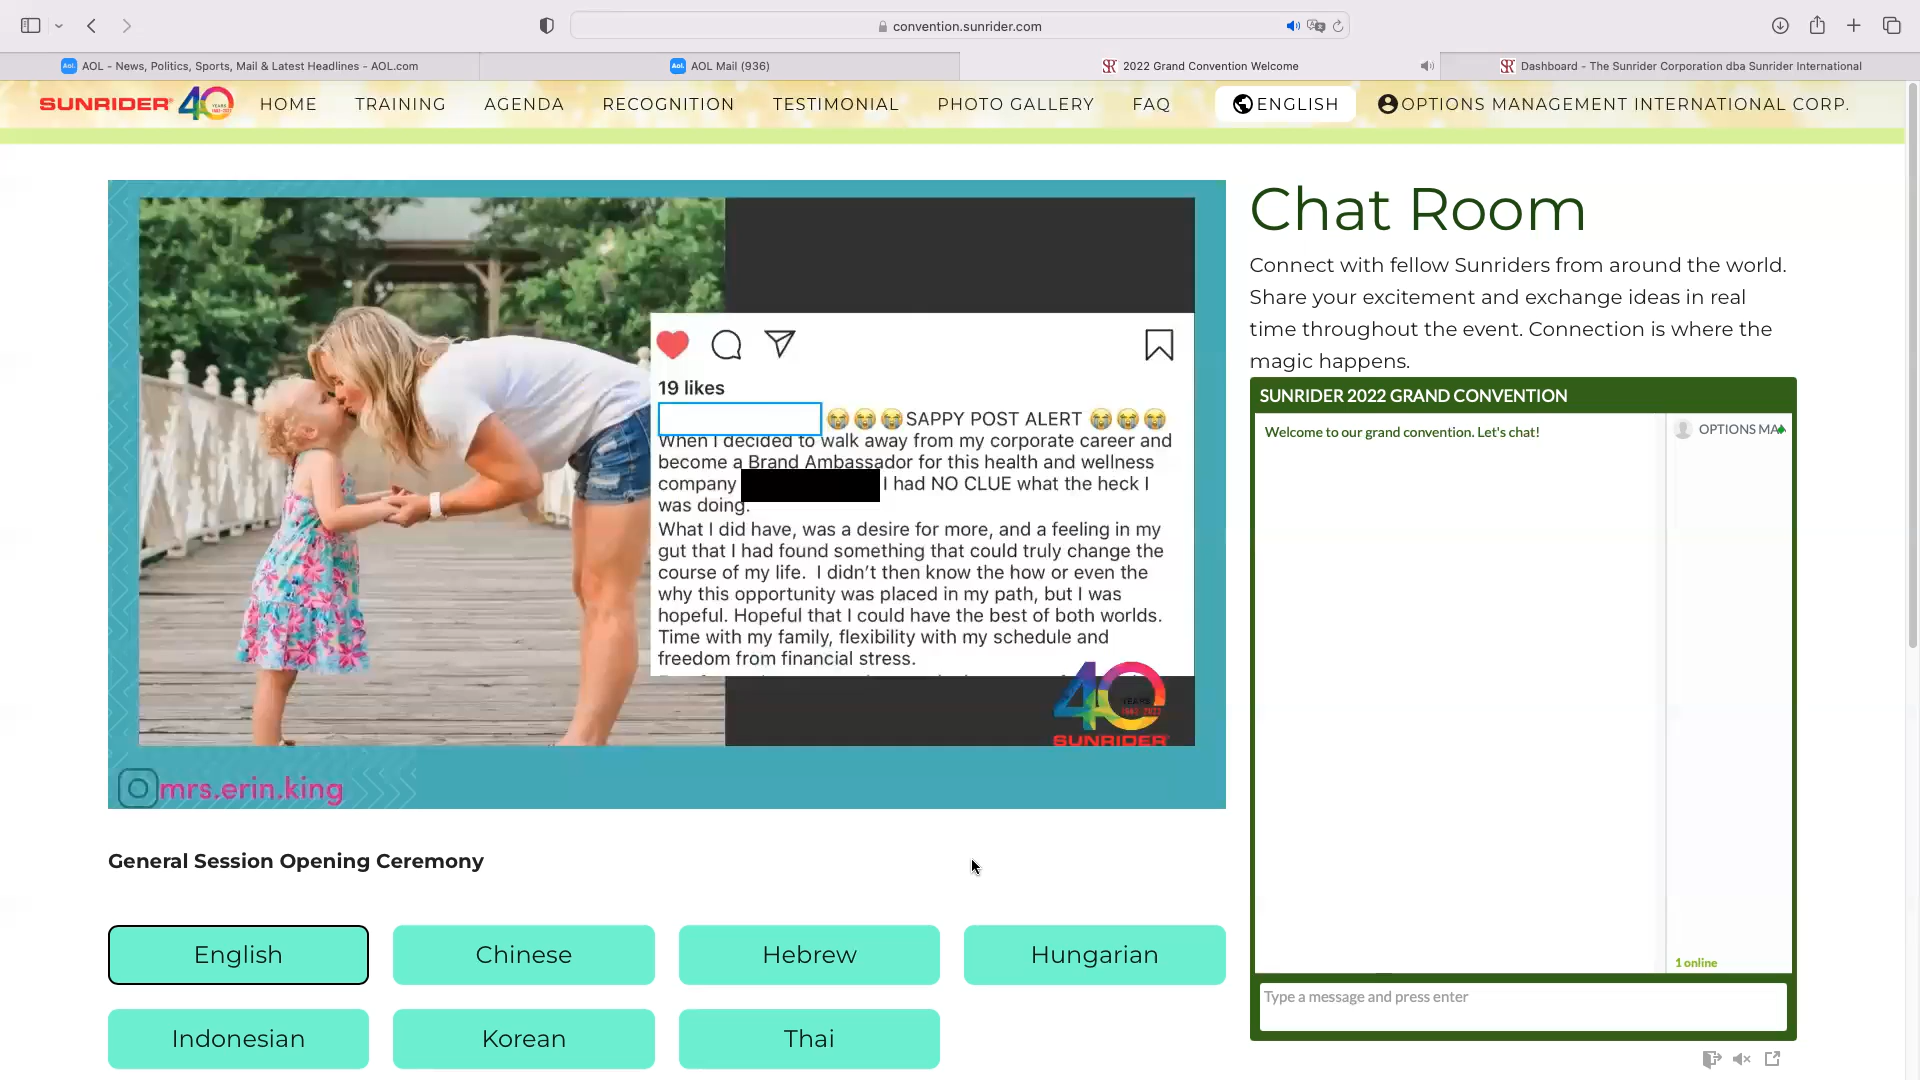 convention.sunrider.com
AOL - News, Politics, Sports, Mail & Latest Headlines - AOL.com
AOL Mail (936)
2022 Grand Convention Welcome
Dashboard - The Sunrider Corporation dba Sunrider International
SUNRIDER 40 YEARS 1982-2022
HOME
TRAINING
AGENDA
RECOGNITION
TESTIMONIAL
PHOTO GALLERY
FAQ
ENGLISH
OPTIONS MANAGEMENT INTERNATIONAL CORP.
19 likes
😭😭😭SAPPY POST ALERT 😭😭😭
When I decided to walk away from my corporate career and
become a Brand Ambassador for this health and wellness
company I had NO CLUE what the heck I
was doing.
What I did have, was a desire for more, and a feeling in my
gut that I had found something that could truly change the
course of my life. I didn't then know the how or even the
why this opportunity was placed in my path, but I was
hopeful. Hopeful that I could have the best of both worlds.
Time with my family, flexibility with my schedule and
freedom from financial stress.
40
YEARS
1982-2022
SUNRIDER
mrs.erin.king
Chat Room
Connect with fellow Sunriders from around the world.
Share your excitement and exchange ideas in real
time throughout the event. Connection is where the
magic happens.
SUNRIDER 2022 GRAND CONVENTION
Welcome to our grand convention. Let's chat!
OPTIONS MA
1 online
Type a message and press enter
General Session Opening Ceremony
English
Chinese
Hebrew
Hungarian
Indonesian
Korean
Thai